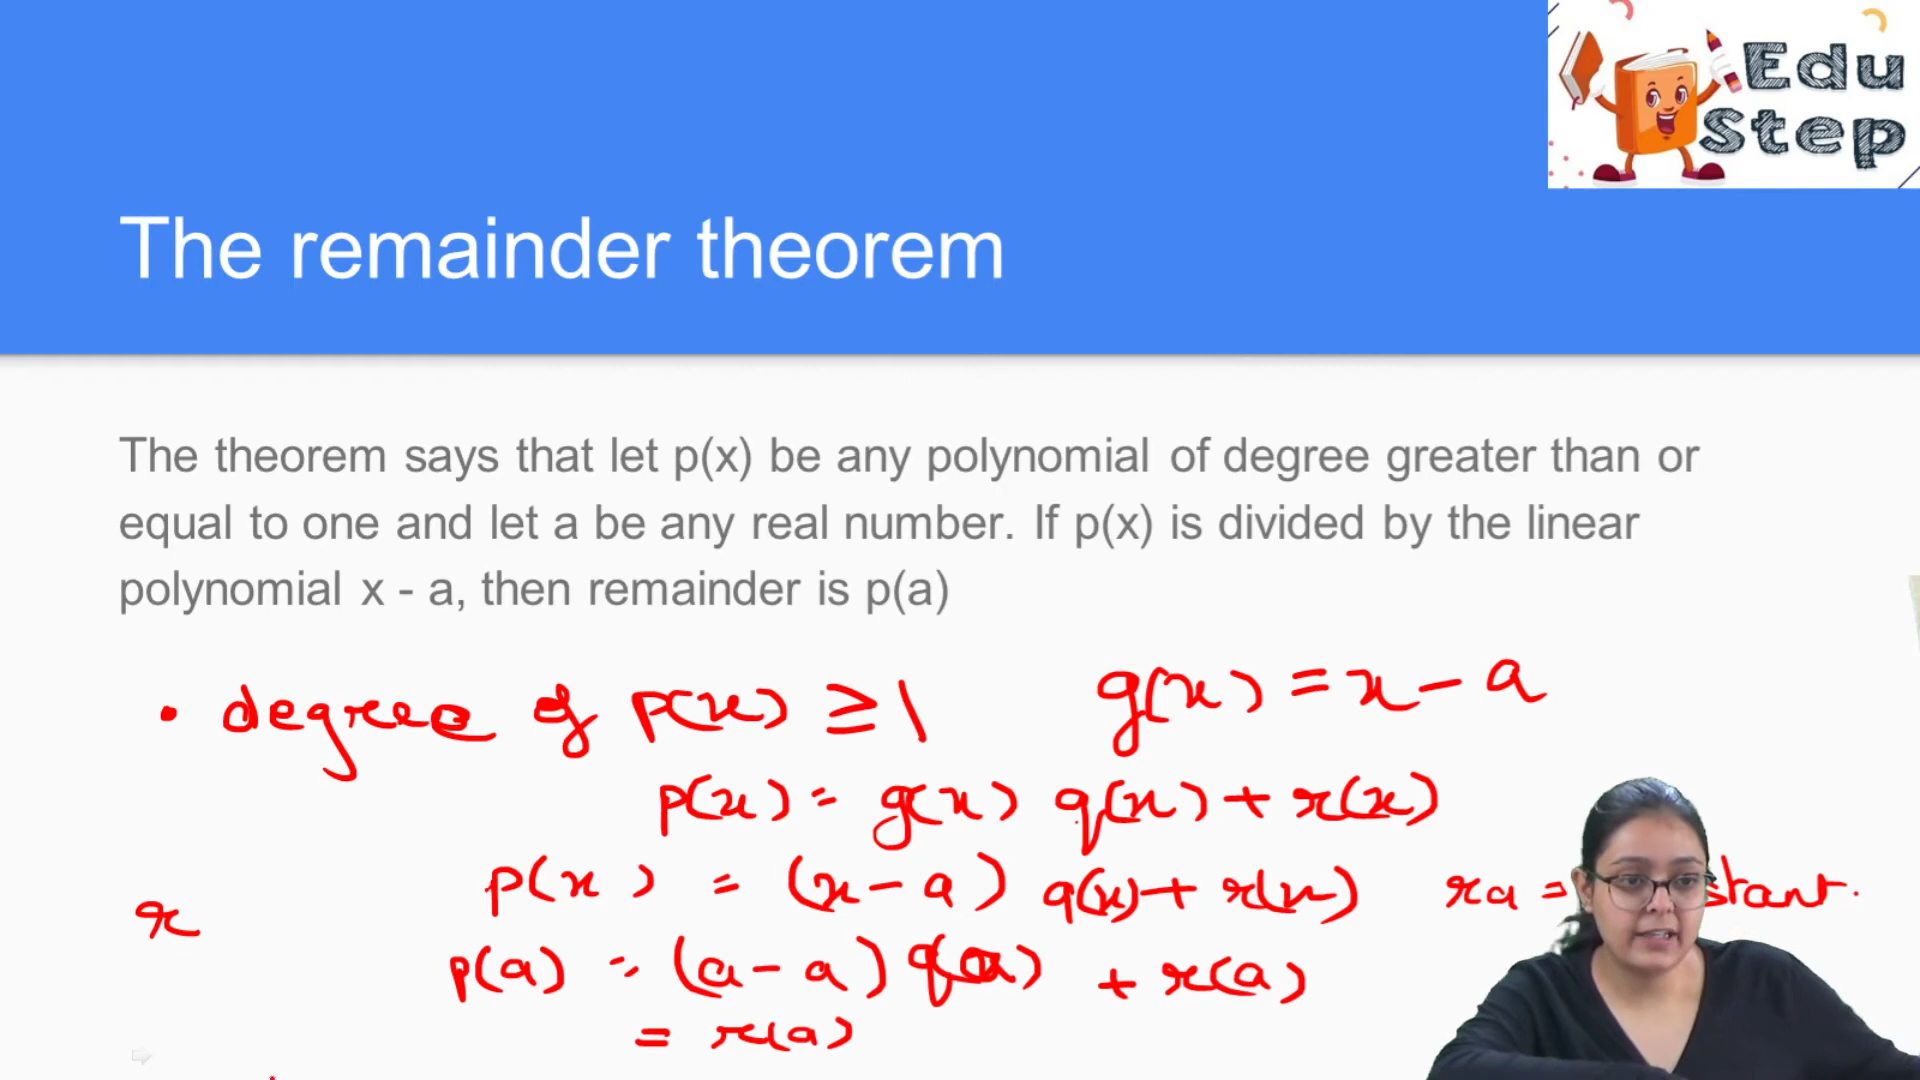 Edu
Step
The remainder theorem
The theorem says that let p(x) be any polynomial of degree greater than or
equal to one and let a be any real number. If p(x) is divided by the linear
polynomial x - a, then remainder is p(a)
• degree of p(x) ≥ 1
g(x) = x - a
p(x) = g(x) q(x) + r(x)
p(x) = (x - a) q(x) + r(x)
ra =
r
p(a) = (a - a) q(a) + r(a)
= r(a)